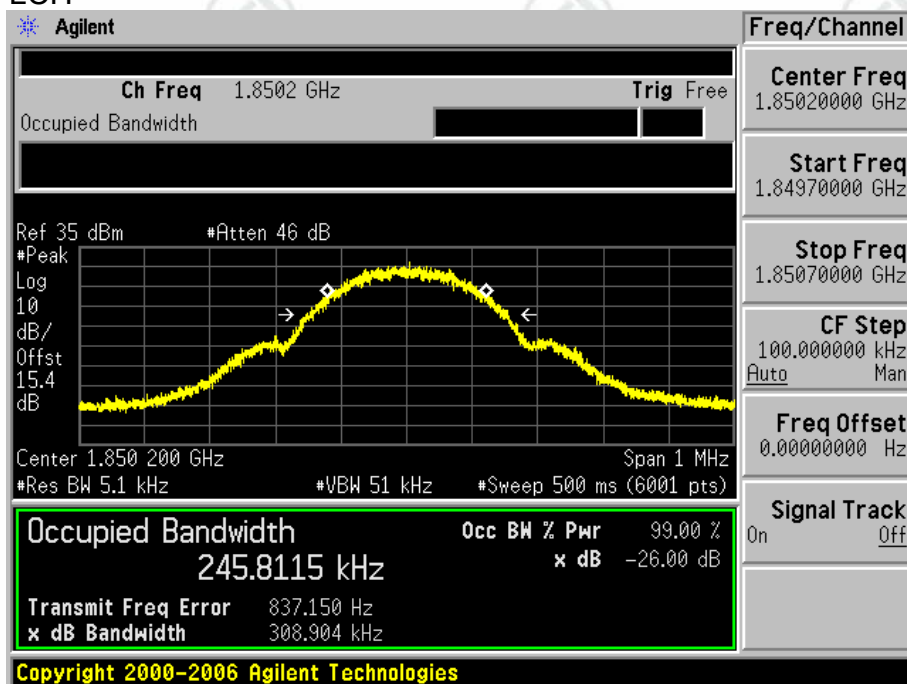 Agilent
Freq/Channel
Ch Freq 1.8502 GHz Trig Free
Occupied Bandwidth
Center Freq
1.85020000 GHz
Start Freq
1.84970000 GHz
Stop Freq
1.85070000 GHz
CF Step
100.000000 kHz
Auto Man
Freq Offset
0.00000000 Hz
Signal Track
On Off
Ref 35 dBm #Atten 46 dB
#Peak
Log
10
dB/
Offst
15.4
dB
Center 1.850 200 GHz Span 1 MHz
#Res BW 5.1 kHz #VBW 51 kHz #Sweep 500 ms (6001 pts)
Occupied Bandwidth Occ BW % Pwr 99.00 %
245.8115 kHz x dB -26.00 dB
Transmit Freq Error 837.150 Hz
x dB Bandwidth 308.904 kHz
Copyright 2000-2006 Agilent Technologies